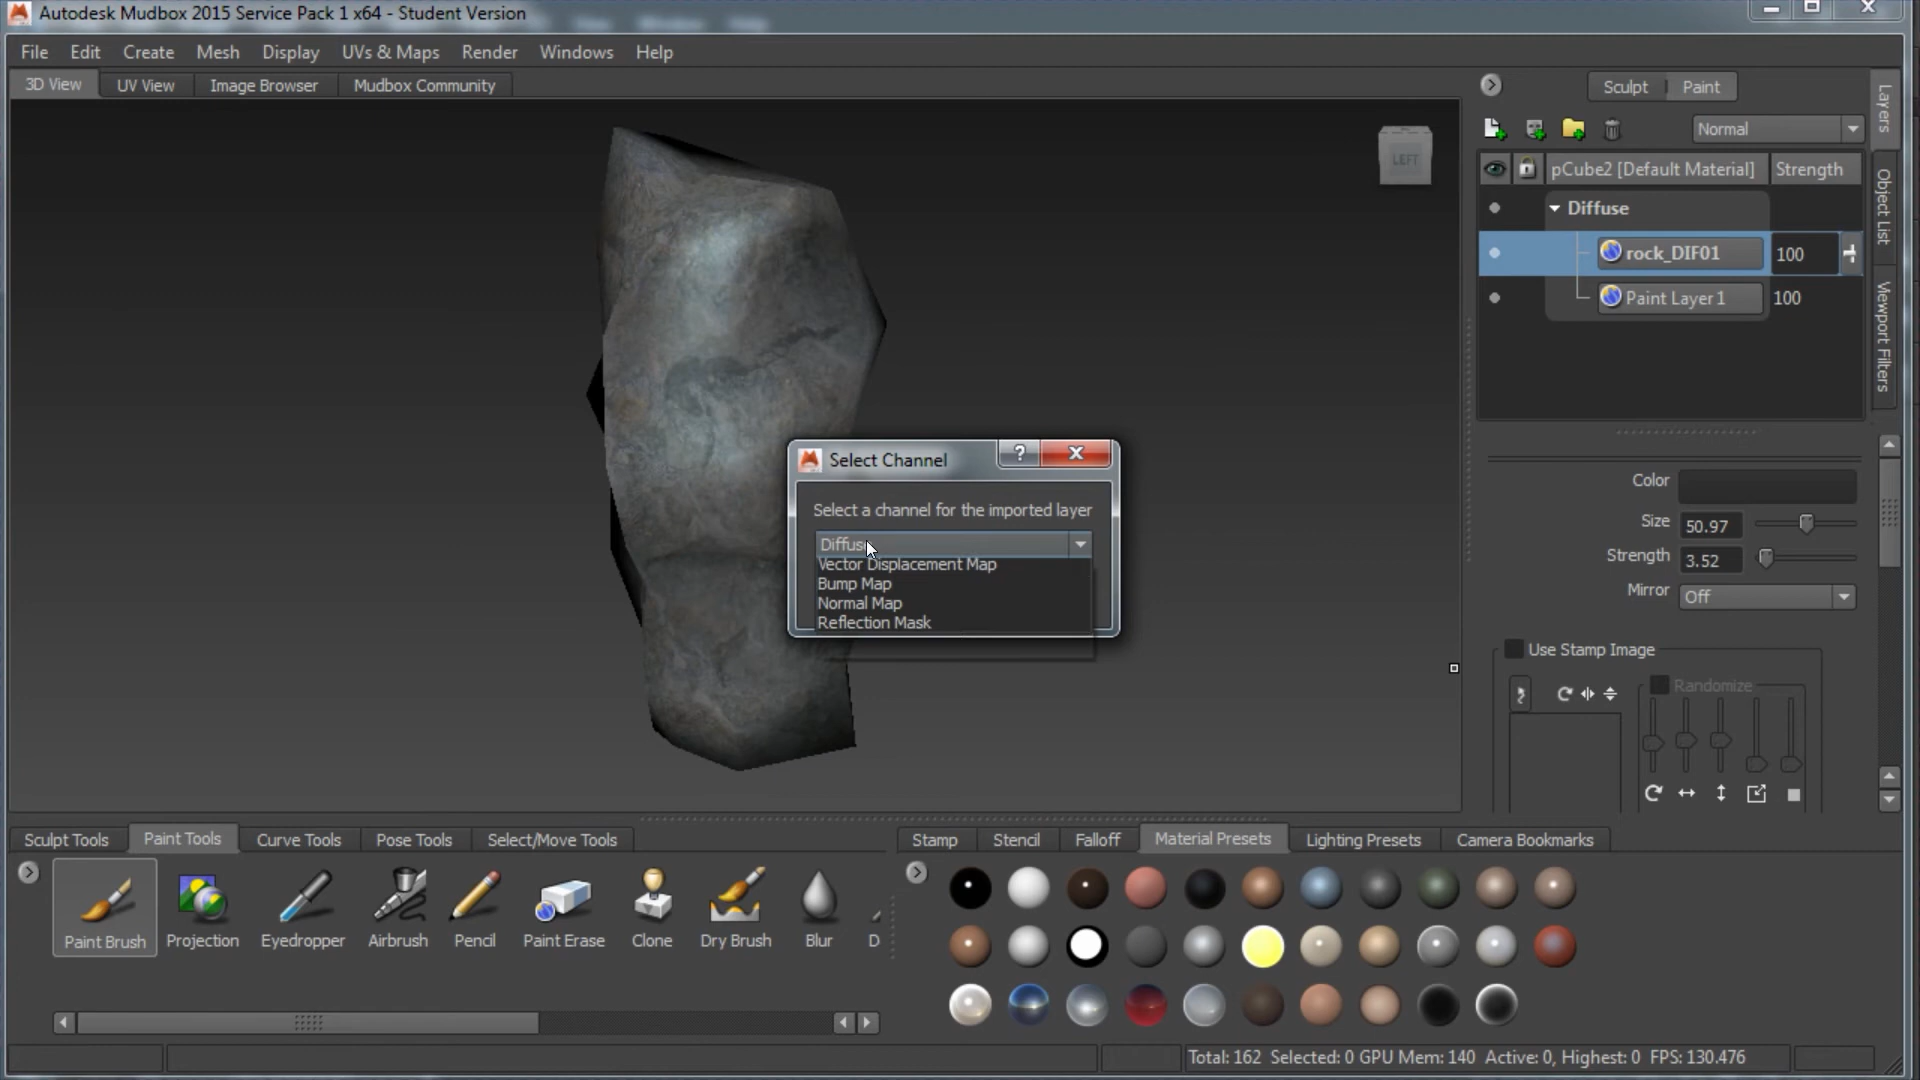 Autodesk Mudbox 2015 Service Pack 1 x64 - Student Version
File Edit Create Mesh Display UVs & Maps Render Windows Help
3D View UV View Image Browser Mudbox Community
Sculpt Paint
Layers
Normal
LEFT
pCube2 [Default Material] Strength
Diffuse
Object List
rock_DIF01 100
Paint Layer 1 100
Viewport Filters
Select Channel
?
Select a channel for the imported layer
Diffuse
Vector Displacement Map
Bump Map
Normal Map
Reflection Mask
Color
Size 50.97
Strength 3.52
Mirror Off
Use Stamp Image
Randomize
Sculpt Tools Paint Tools Curve Tools Pose Tools Select/Move Tools
Stamp Stencil Falloff Material Presets Lighting Presets Camera Bookmarks
Paint Brush Projection Eyedropper Airbrush Pencil Paint Erase Clone Dry Brush Blur D
Total: 162 Selected: 0 GPU Mem: 140 Active: 0, Highest: 0 FPS: 130.476